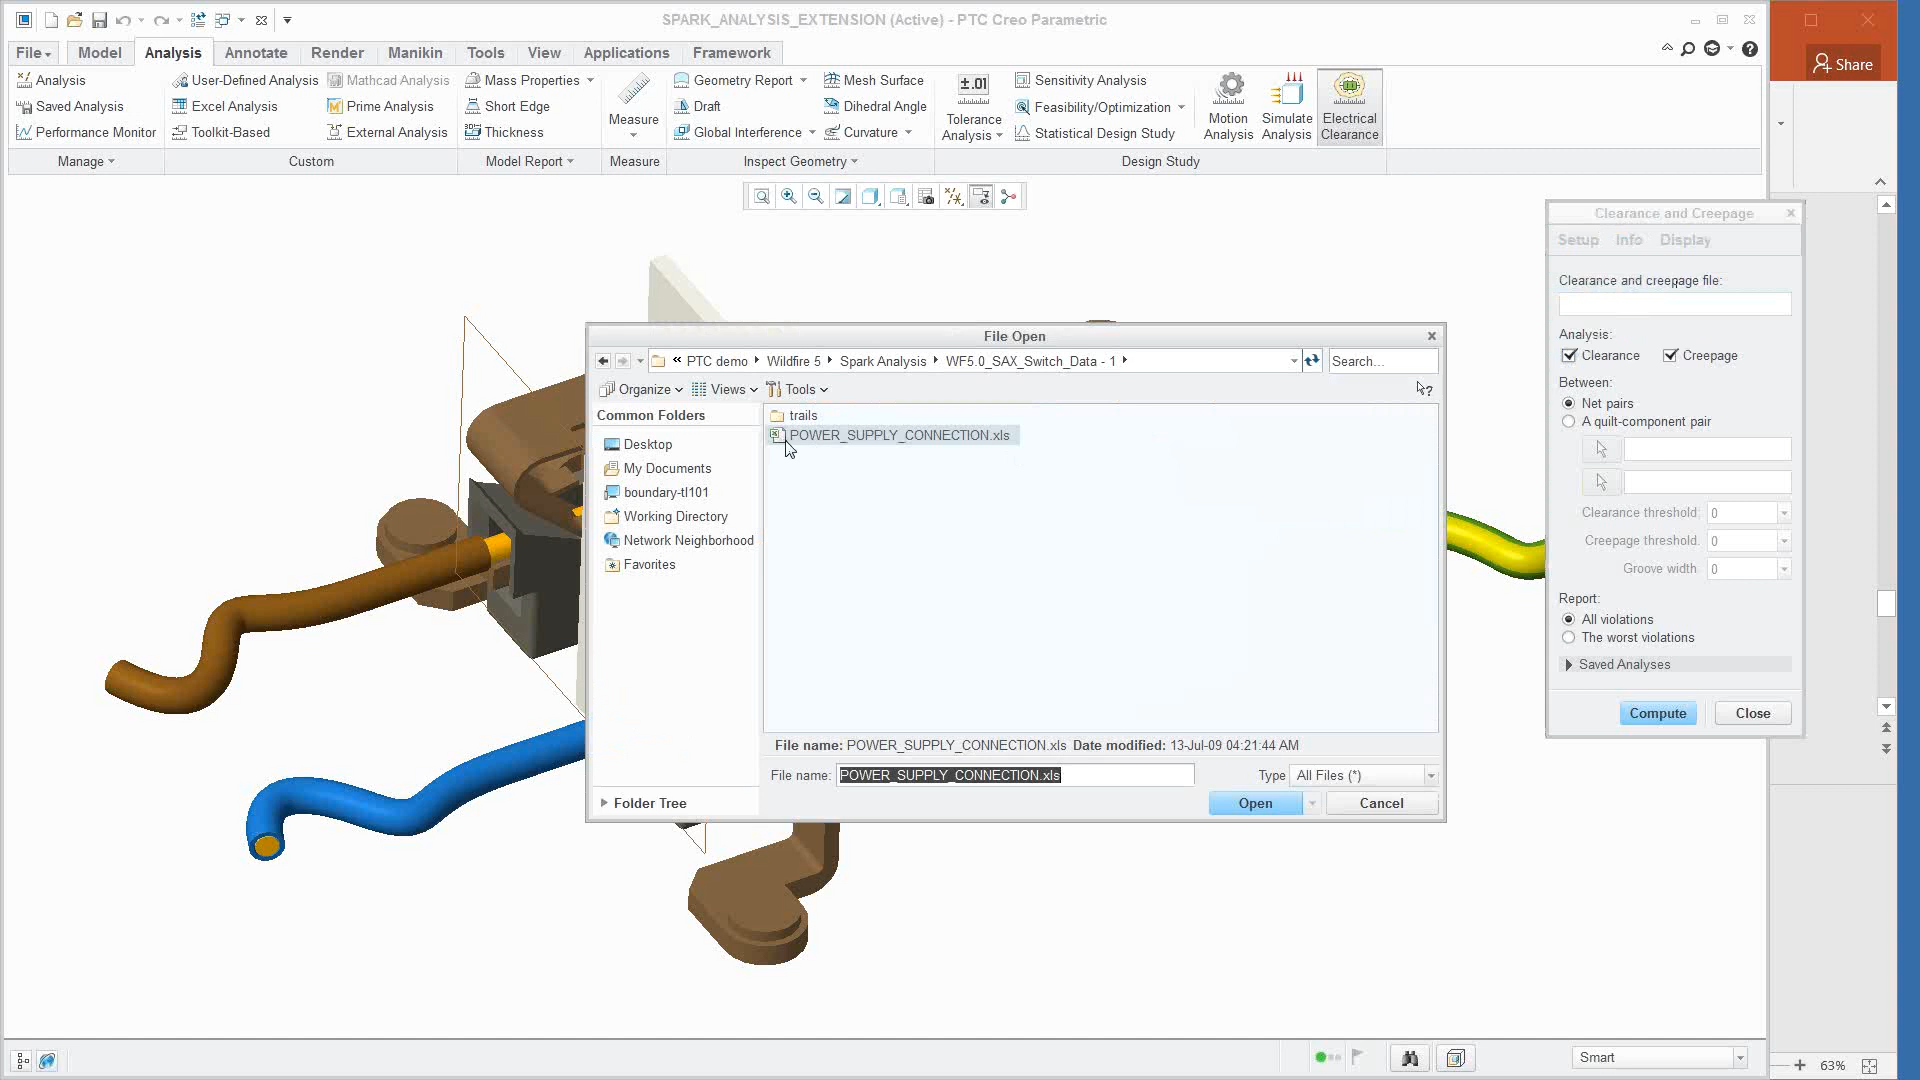 SPARK_ANALYSIS_EXTENSION (Active) - PTC Creo Parametric
File Model Analysis Annotate Render Manikin Tools View Applications Framework
Share
Analysis
Saved Analysis
Performance Monitor
Manage
User-Defined Analysis Mathcad Analysis
Excel Analysis Prime Analysis
Toolkit-Based External Analysis
Custom
Mass Properties
Short Edge
Thickness
Model Report
Measure
Measure
Geometry Report Mesh Surface
Draft Dihedral Angle
Global Interference Curvature
Inspect Geometry
±.01
Tolerance
Analysis
Sensitivity Analysis
Feasibility/Optimization
Statistical Design Study
Motion
Analysis
Simulate
Analysis
Electrical
Clearance
Design Study
File Open
« PTC demo Wildfire 5 Spark Analysis WF5.0_SAX_Switch_Data - 1
Search...
Organize Views Tools
Common Folders
Desktop
My Documents
boundary-tl101
Working Directory
Network Neighborhood
Favorites
Folder Tree
trails
POWER_SUPPLY_CONNECTION.xls
File name: POWER_SUPPLY_CONNECTION.xls Date modified: 13-Jul-09 04:21:44 AM
File name: POWER_SUPPLY_CONNECTION.xls Type All Files (*)
Open Cancel
Clearance and Creepage
Setup Info Display
Clearance and creepage file:
Analysis:
Clearance Creepage
Between:
Net pairs
A quilt-component pair
Clearance threshold: 0
Creepage threshold. 0
Groove width 0
Report:
All violations
The worst violations
Saved Analyses
Compute Close
Smart
63%